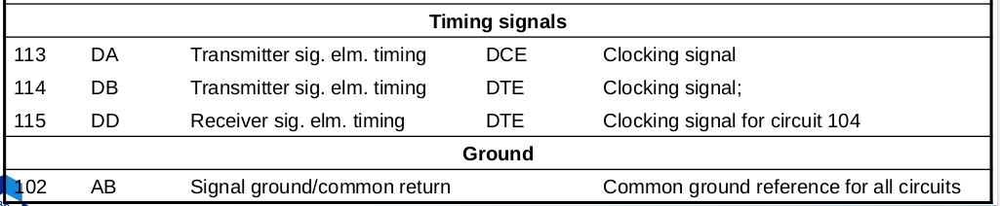 Timing signals
113 DA Transmitter sig. elm. timing DCE Clocking signal
114 DB Transmitter sig. elm. timing DTE Clocking signal;
115 DD Receiver sig. elm. timing DTE Clocking signal for circuit 104
Ground
102 AB Signal ground/common return Common ground reference for all circuits